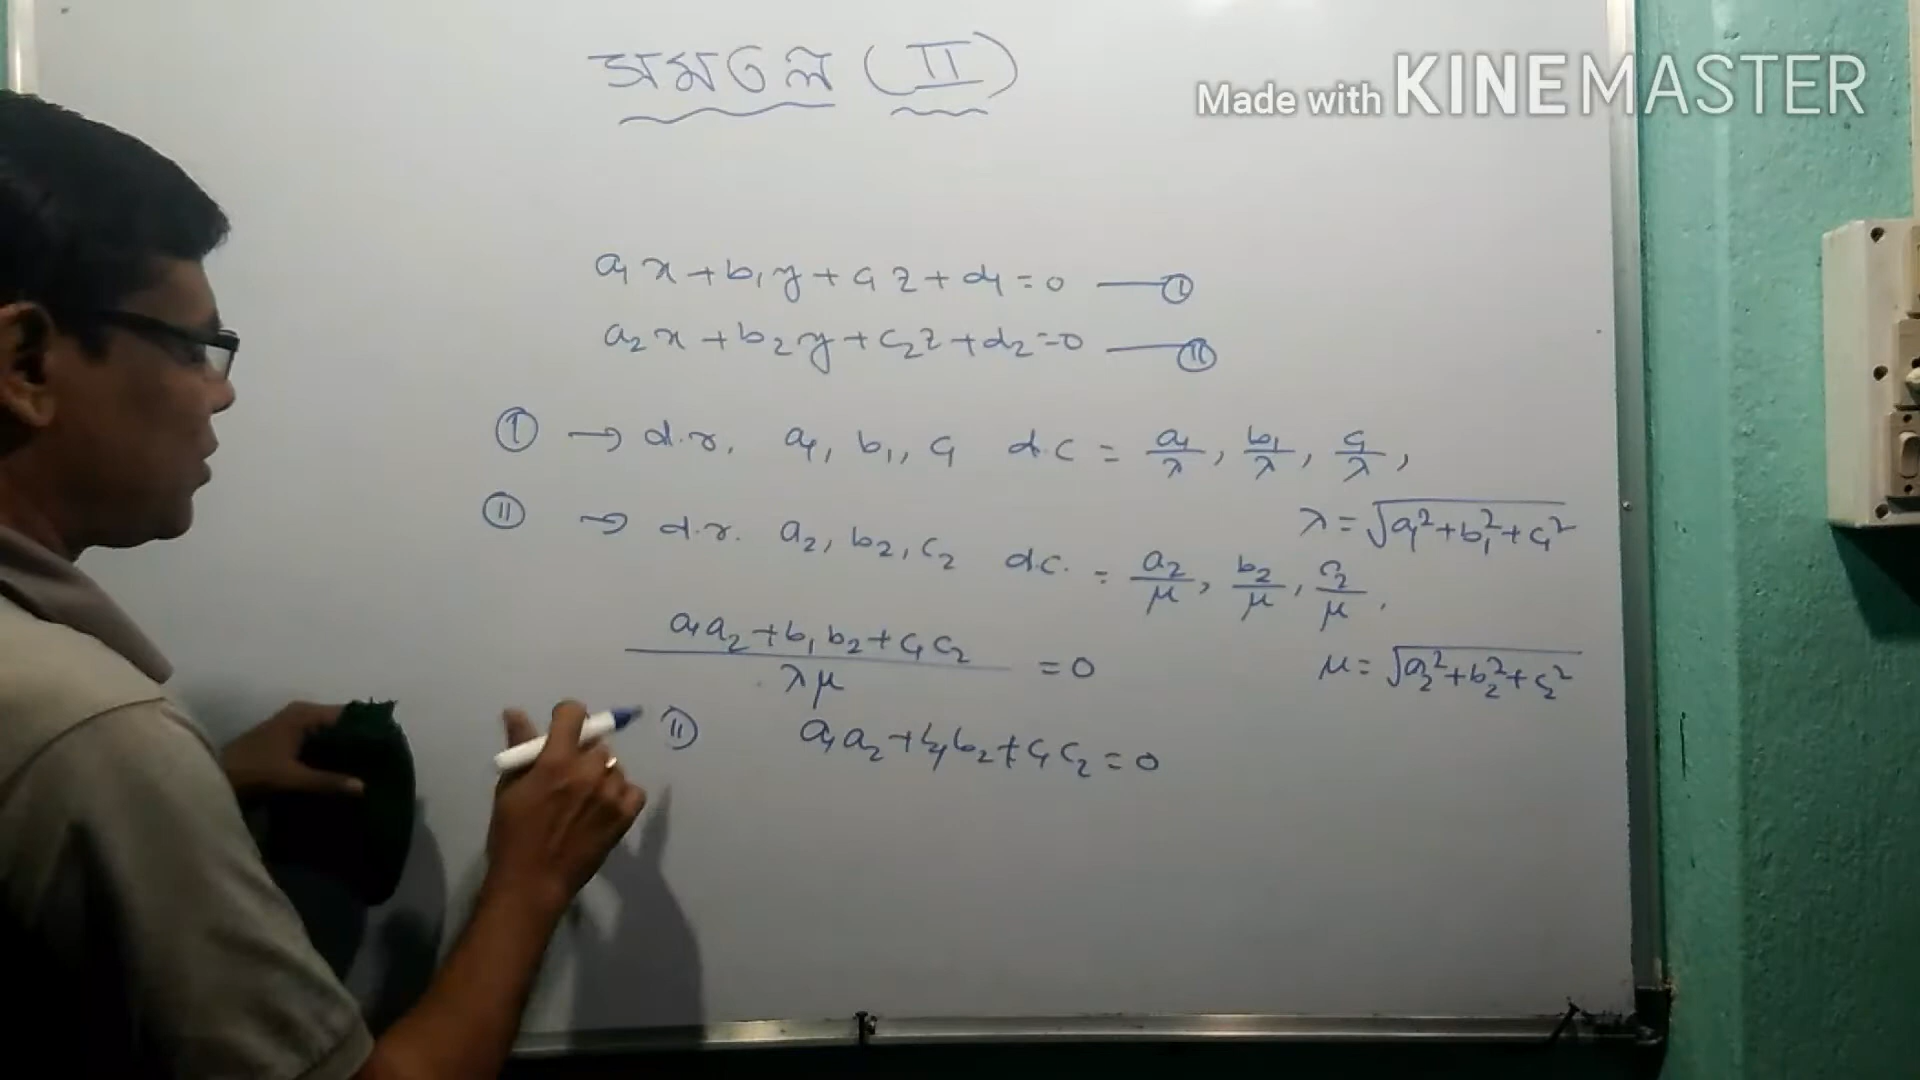 সমতল (II)
Made with KINEMASTER
a₁x + b₁y + c₁z + d₁ = 0 —— Ⓘ
a₂x + b₂y + c₂z + d₂ = 0 —— (II)
Ⓘ → d.r. a₁, b₁, c₁ d.c = a₁/λ, b₁/λ, c₁/λ,
λ = √(a₁² + b₁² + c₁²)
(II) → d.r. a₂, b₂, c₂ d.c. = a₂/μ, b₂/μ, c₂/μ.
(a₁a₂ + b₁b₂ + c₁c₂)/λμ = 0
μ = √(a₂² + b₂² + c₂²)
(II) a₁a₂ + b₁b₂ + c₁c₂ = 0